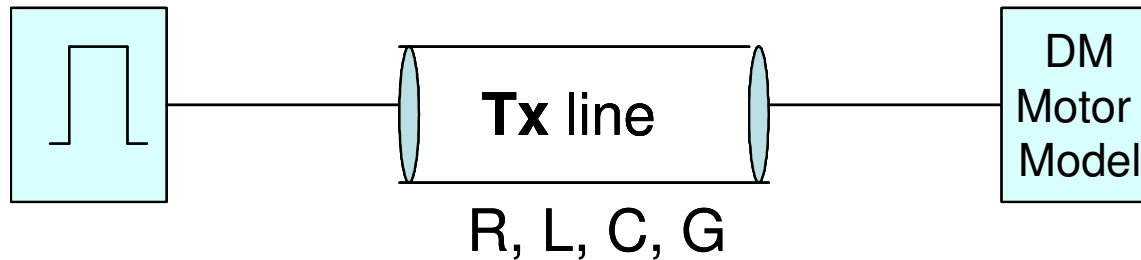 Tx line
R, L, C, G
DM
Motor
Model